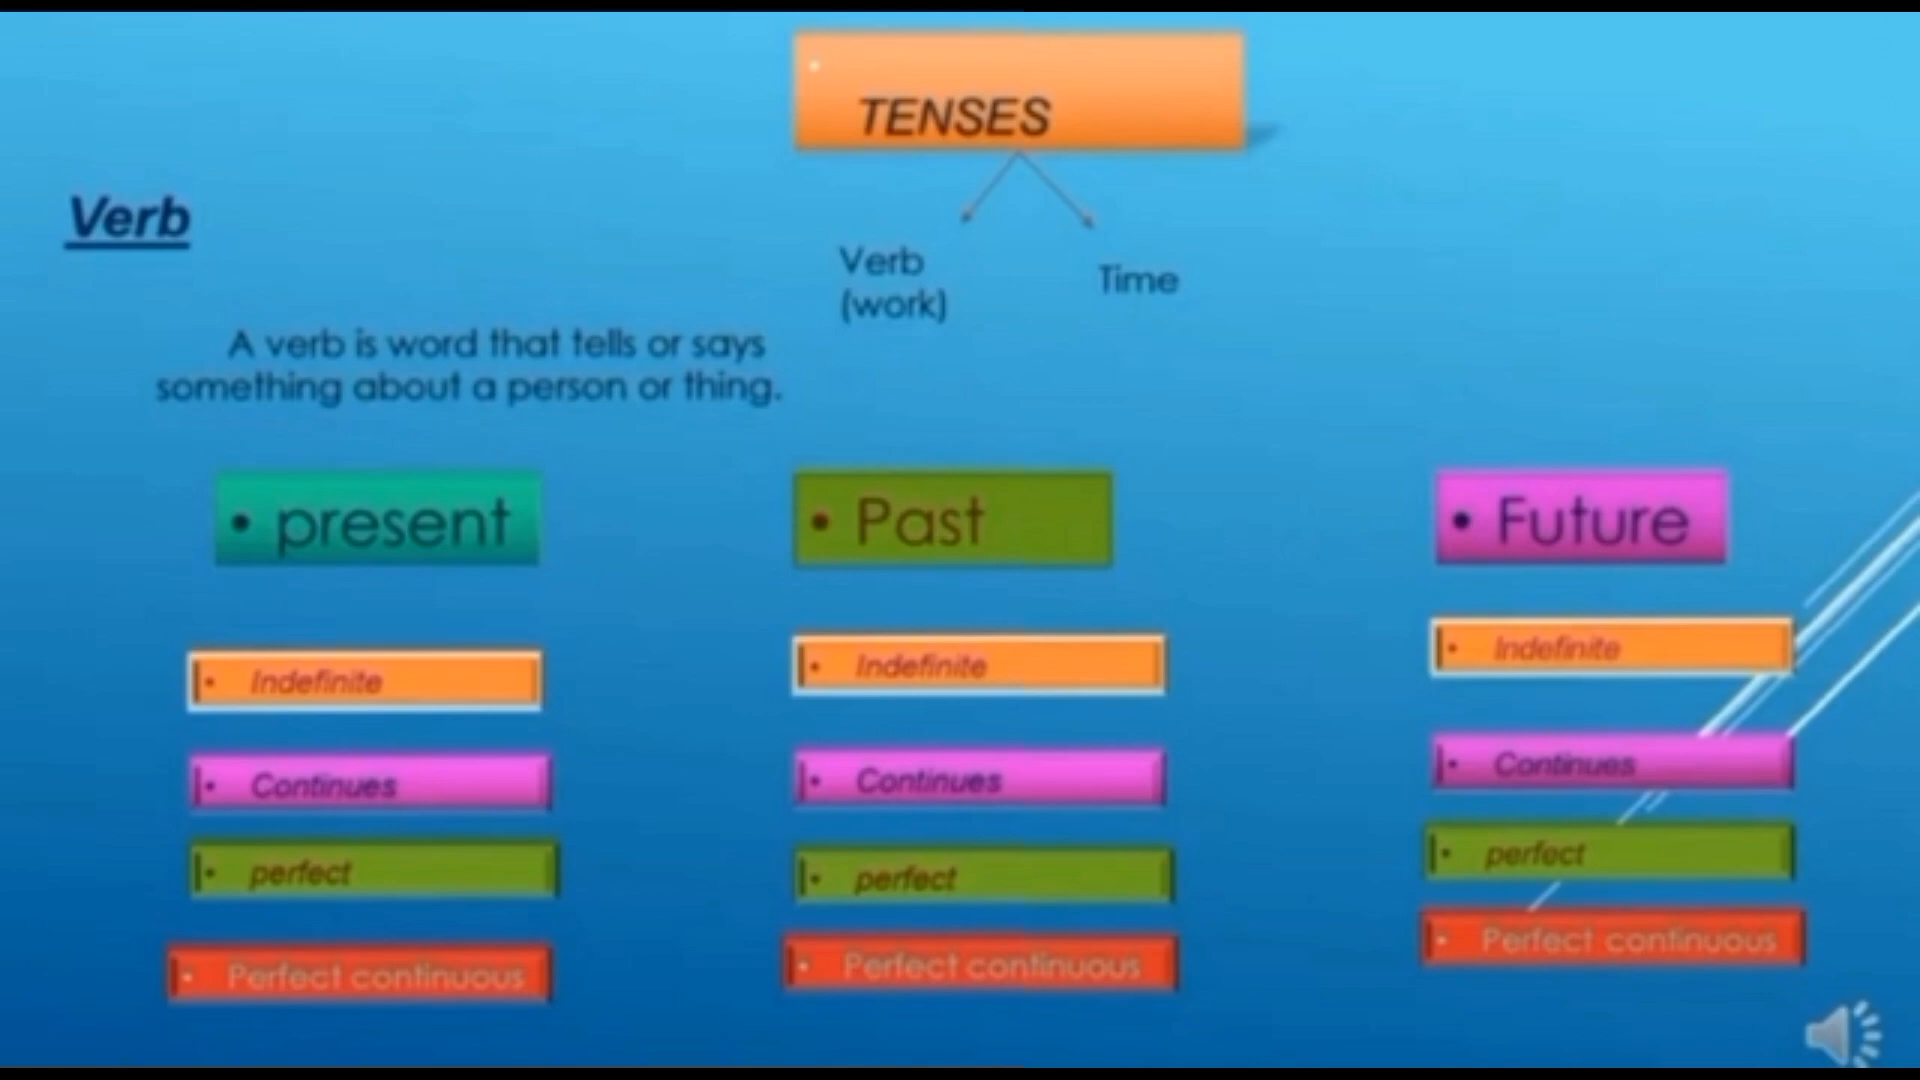 TENSES
Verb
Verb
(work)
Time
A verb is word that tells or says
something about a person or thing.
present
Past
Future
Indefinite
Indefinite
Indefinite
Continues
Continues
Continues
perfect
perfect
perfect
Perfect continuous
Perfect continuous
Perfect continuous